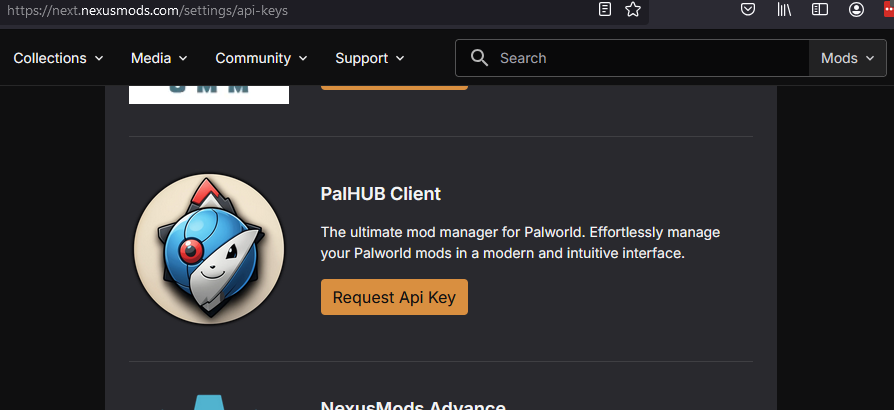 https://next.nexusmods.com/settings/api-keys
Collections
Media
Community
Support
Search
Mods
PalHUB Client
The ultimate mod manager for Palworld. Effortlessly manage
your Palworld mods in a modern and intuitive interface.
Request Api Key
NexusMods Advance